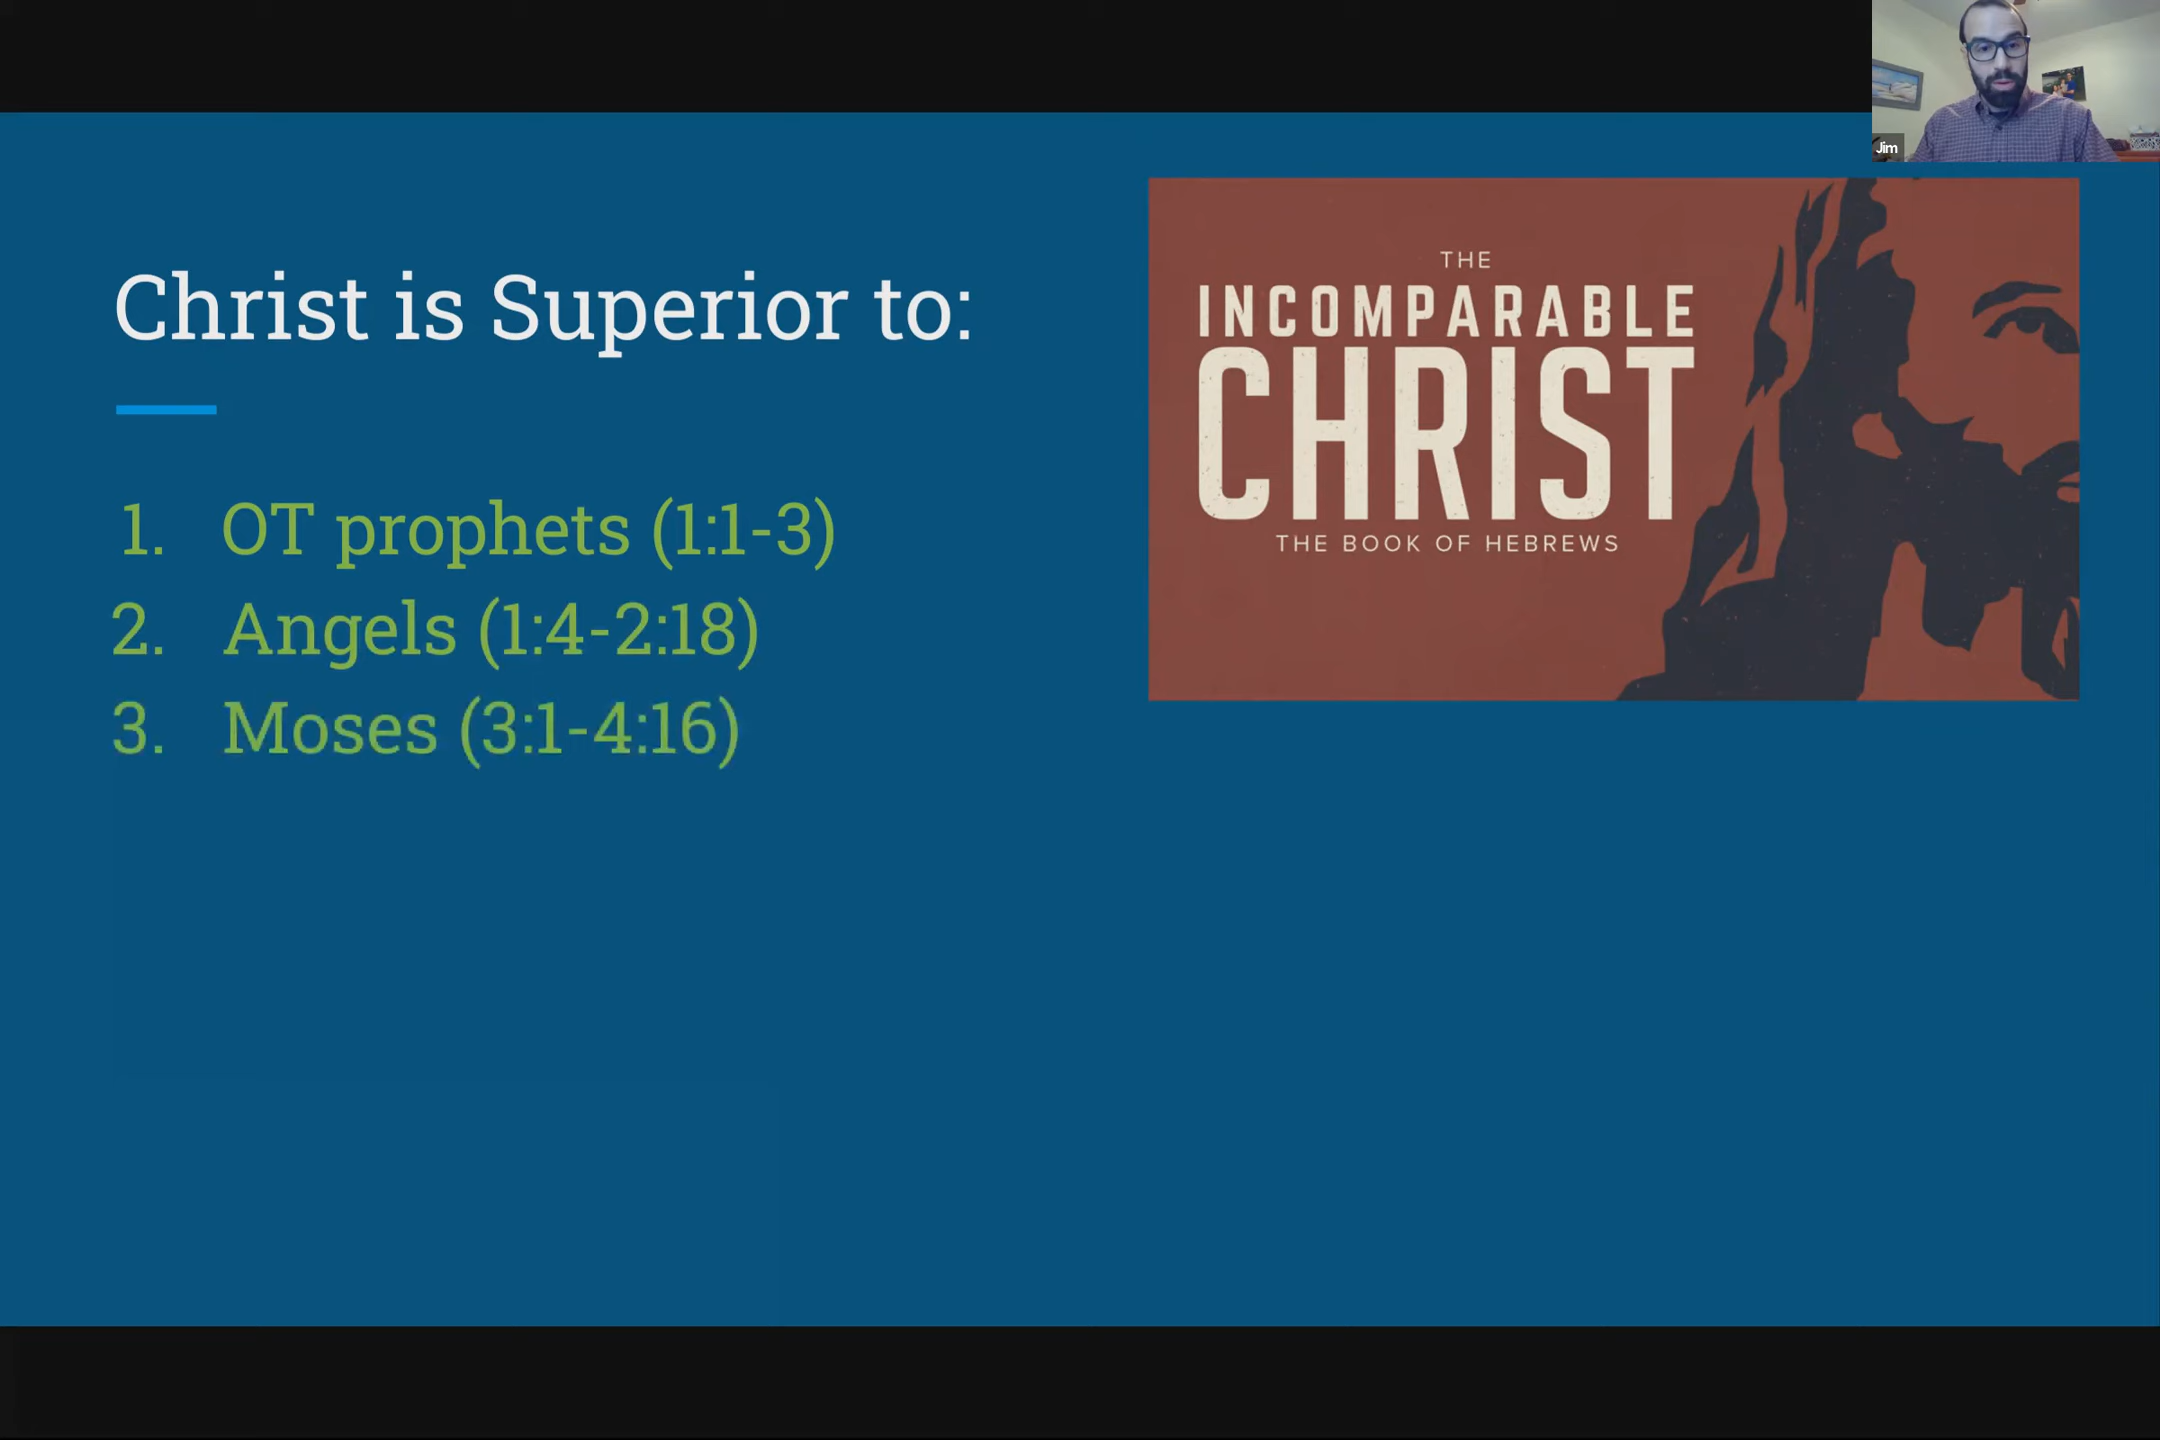 Jim
Christ is Superior to:
1. OT prophets (1:1-3)
2. Angels (1:4-2:18)
3. Moses (3:1-4:16)
THE
INCOMPARABLE
CHRIST
THE BOOK OF HEBREWS